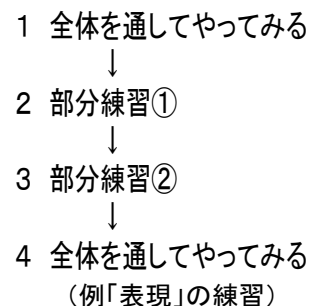 1 全体を通してやってみる
↓
2 部分練習①
↓
3 部分練習②
↓
4 全体を通してやってみる
(例「表現」の練習)